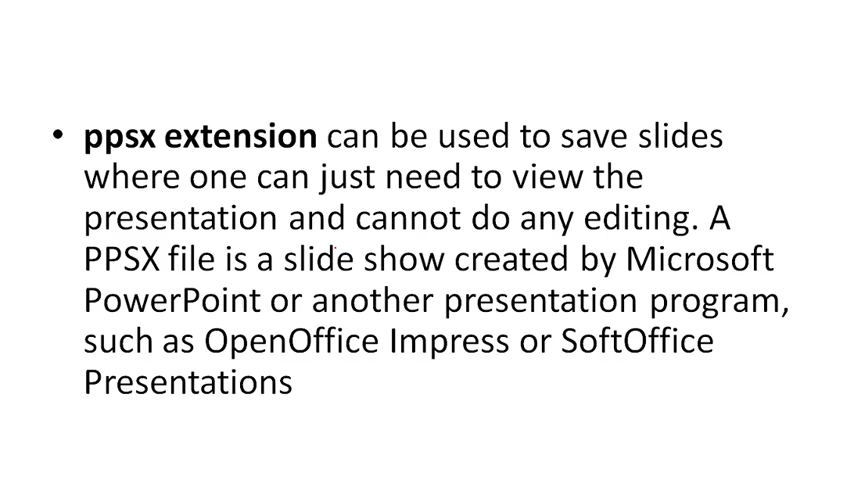 • ppsx extension can be used to save slides
where one can just need to view the
presentation and cannot do any editing. A
PPSX file is a slide show created by Microsoft
PowerPoint or another presentation program,
such as OpenOffice Impress or SoftOffice
Presentations